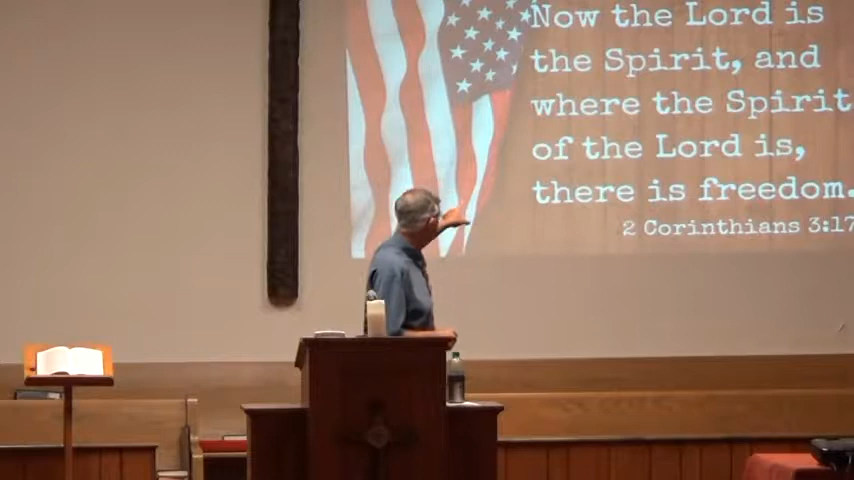 Now the Lord is
the Spirit, and
where the Spirit
of the Lord is,
there is freedom.
2 Corinthians 3:17